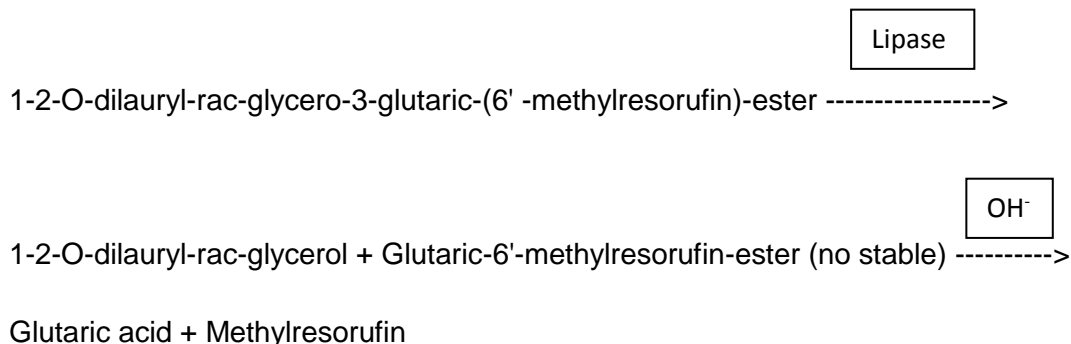 Lipase
1-2-O-dilauryl-rac-glycero-3-glutaric-(6' -methylresorufin)-ester ----------------->
OH-
1-2-O-dilauryl-rac-glycerol + Glutaric-6'-methylresorufin-ester (no stable) ---------->
Glutaric acid + Methylresorufin